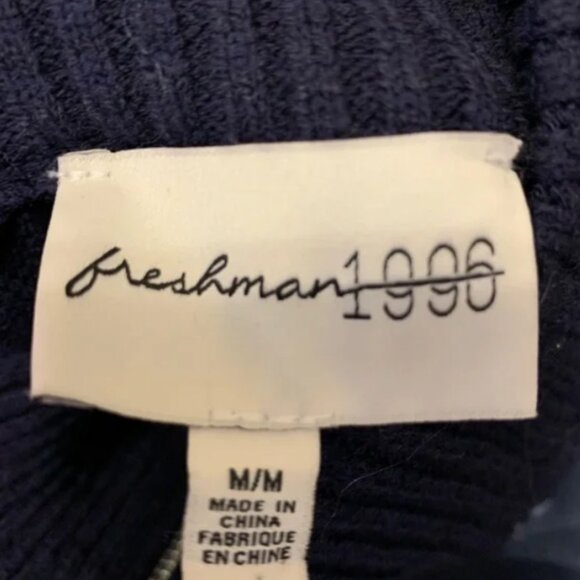 freshman1996
M/M
MADE IN
CHINA
FABRIQUE
EN CHINE